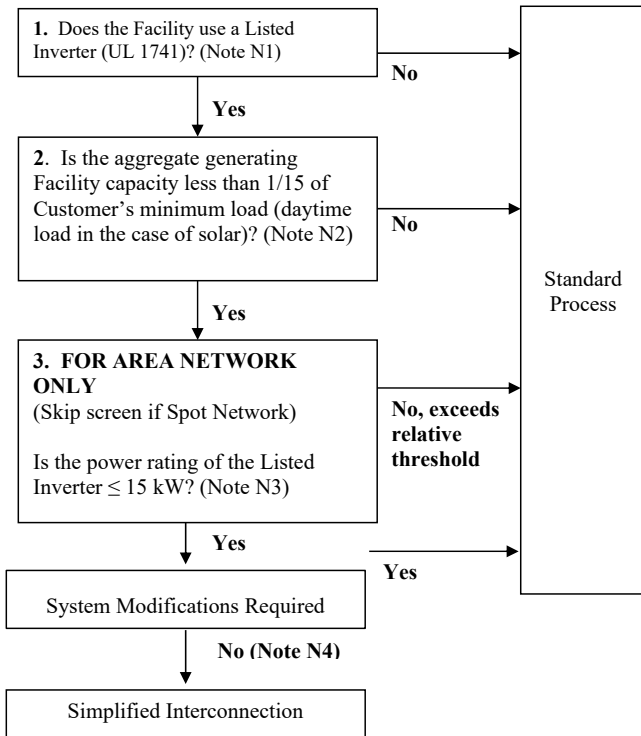 1. Does the Facility use a Listed
Inverter (UL 1741)? (Note N1)
No
Yes
2. Is the aggregate generating
Facility capacity less than 1/15 of
Customer’s minimum load (daytime
load in the case of solar)? (Note N2)
No
Standard
Process
Yes
3. FOR AREA NETWORK
ONLY
(Skip screen if Spot Network)
No, exceeds
relative
threshold
Is the power rating of the Listed
Inverter ≤ 15 kW? (Note N3)
Yes
Yes
System Modifications Required
No (Note N4)
Simplified Interconnection